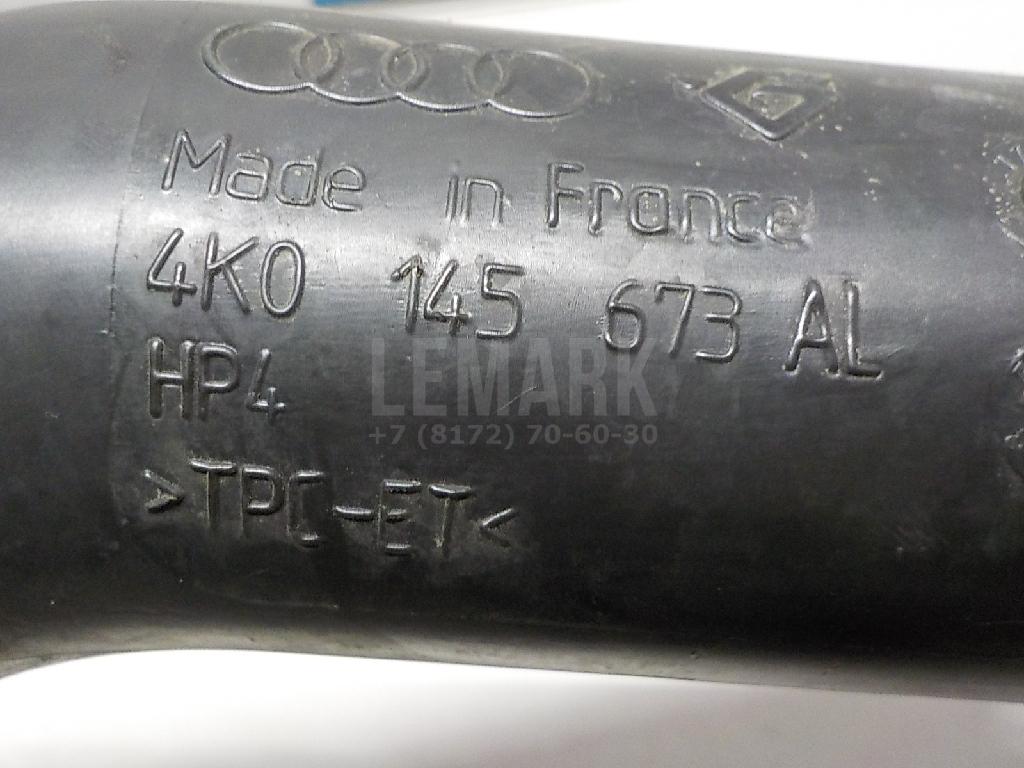 G
Made in France
4K0 145 673 AL
HP4
>TPC-ET<
LEMARK
+7 (8172) 70-60-30